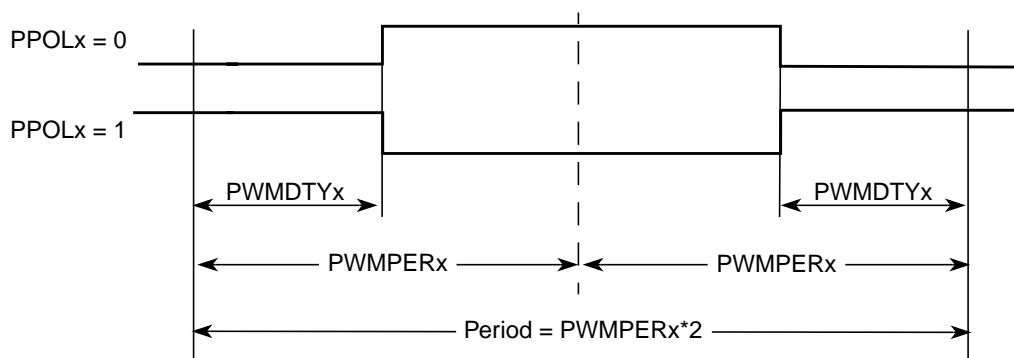 PPOLx = 0
PPOLx = 1
PWMDTYx
PWMDTYx
PWMPERx
PWMPERx
Period = PWMPERx*2